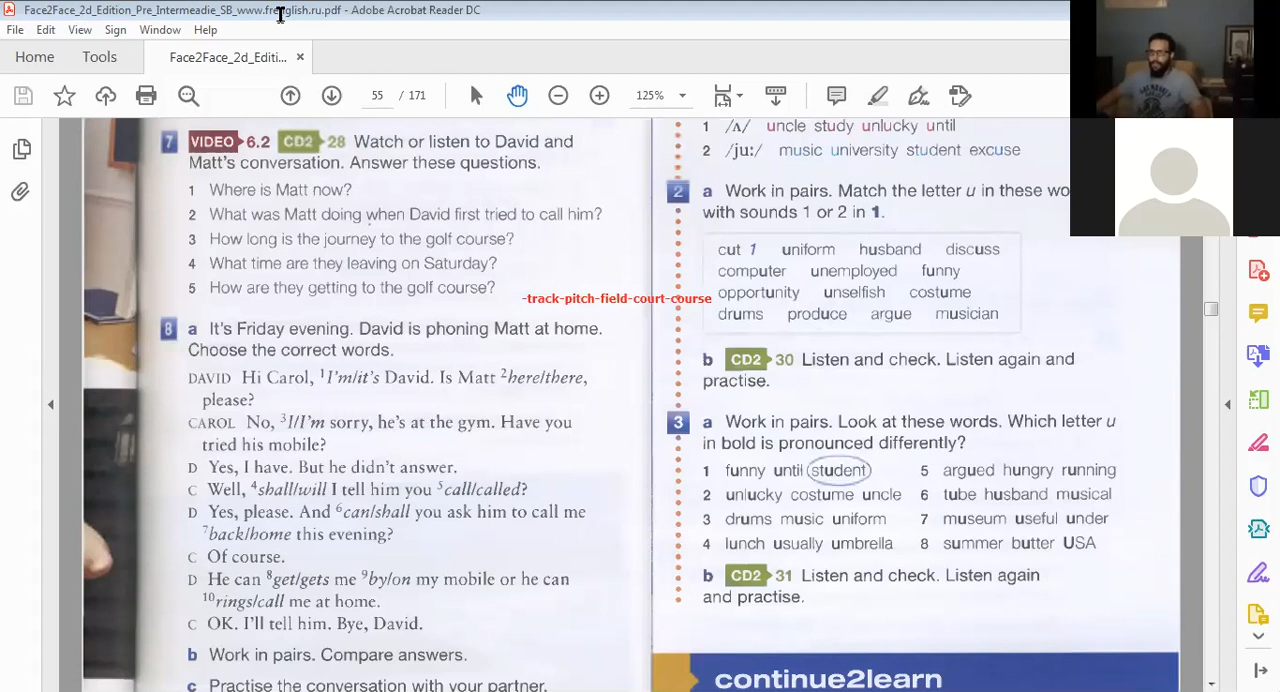 Face2Face_2d_Edition_Pre_Intermeadie_SB_www.frenglish.ru.pdf - Adobe Acrobat Reader DC
File Edit View Sign Window Help
Home Tools Face2Face_2d_Editi... ×
55 / 171 125%
7 VIDEO 6.2 CD2 28 Watch or listen to David and
Matt's conversation. Answer these questions.
1 Where is Matt now?
2 What was Matt doing when David first tried to call him?
3 How long is the journey to the golf course?
4 What time are they leaving on Saturday?
5 How are they getting to the golf course?
-track-pitch-field-court-course
8 a It's Friday evening. David is phoning Matt at home.
Choose the correct words.
DAVID Hi Carol, 1I'm/it's David. Is Matt 2here/there,
please?
CAROL No, 3I/I'm sorry, he's at the gym. Have you
tried his mobile?
D Yes, I have. But he didn't answer.
C Well, 4shall/will I tell him you 5call/called?
D Yes, please. And 6can/shall you ask him to call me
7back/home this evening?
C Of course.
D He can 8get/gets me 9by/on my mobile or he can
10rings/call me at home.
C OK. I'll tell him. Bye, David.
b Work in pairs. Compare answers.
c Practise the conversation with your partner.
1 /ʌ/ uncle study unlucky until
2 /juː/ music university student excuse
2 a Work in pairs. Match the letter u in these wo
with sounds 1 or 2 in 1.
cut 1 uniform husband discuss
computer unemployed funny
opportunity unselfish costume
drums produce argue musician
b CD2 30 Listen and check. Listen again and
practise.
3 a Work in pairs. Look at these words. Which letter u
in bold is pronounced differently?
1 funny until student
2 unlucky costume uncle
3 drums music uniform
4 lunch usually umbrella
5 argued hungry running
6 tube husband musical
7 museum useful under
8 summer butter USA
b CD2 31 Listen and check. Listen again
and practise.
continue2learn